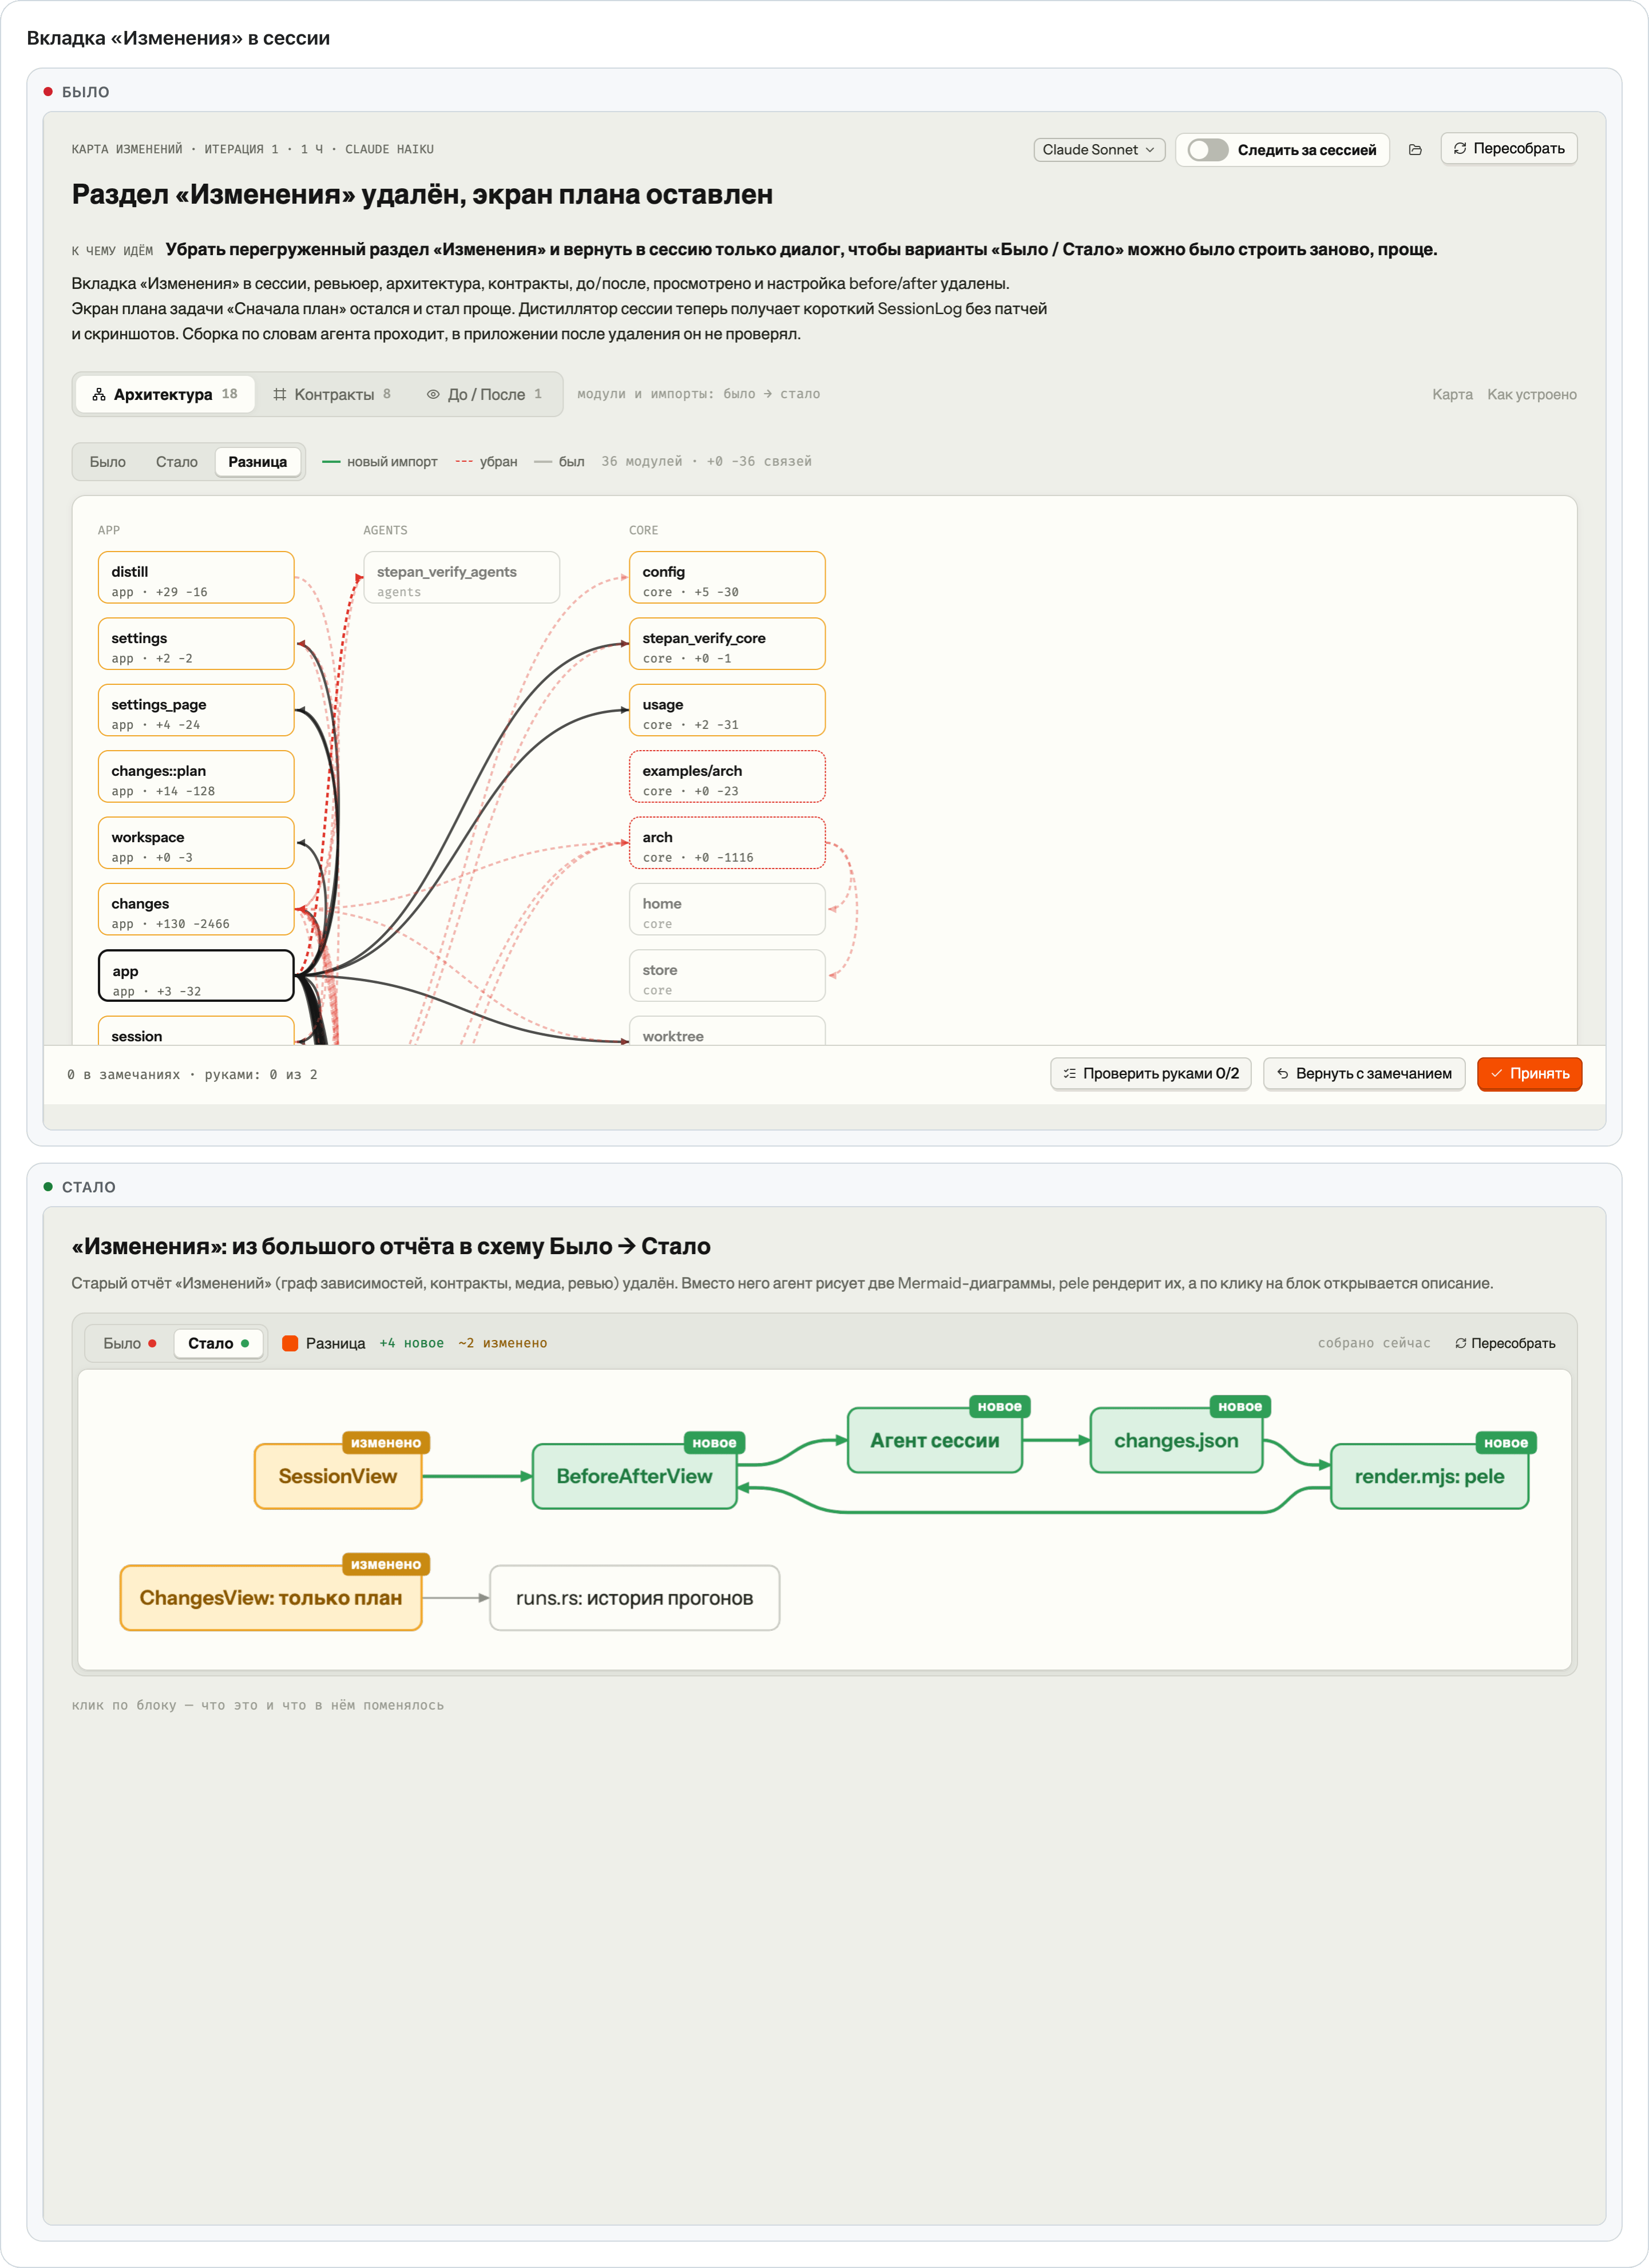 Вкладка «Изменения» в сессии
БЫЛО
КАРТА ИЗМЕНЕНИЙ · ИТЕРАЦИЯ 1 · 1 Ч · CLAUDE HAIKU
Claude Sonnet
Следить за сессией
Пересобрать
Раздел «Изменения» удалён, экран плана оставлен
К ЧЕМУ ИДЁМ Убрать перегруженный раздел «Изменения» и вернуть в сессию только диалог, чтобы варианты «Было / Стало» можно было строить заново, проще.
Вкладка «Изменения» в сессии, ревьюер, архитектура, контракты, до/после, просмотрено и настройка before/after удалены.
Экран плана задачи «Сначала план» остался и стал проще. Дистиллятор сессии теперь получает короткий SessionLog без патчей
и скриншотов. Сборка по словам агента проходит, в приложении после удаления он не проверял.
Архитектура 18
Контракты 8
До / После 1
модули и импорты: было → стало
Карта
Как устроено
Было
Стало
Разница
новый импорт
убран
был
36 модулей · +0 -36 связей
APP
AGENTS
CORE
distill
app · +29 -16
stepan_verify_agents
agents
config
core · +5 -30
settings
app · +2 -2
stepan_verify_core
core · +0 -1
settings_page
app · +4 -24
usage
core · +2 -31
changes::plan
app · +14 -128
examples/arch
core · +0 -23
workspace
app · +0 -3
arch
core · +0 -1116
changes
app · +130 -2466
home
core
app
app · +3 -32
store
core
session
worktree
0 в замечаниях · руками: 0 из 2
Проверить руками 0/2
Вернуть с замечанием
Принять
СТАЛО
«Изменения»: из большого отчёта в схему Было → Стало
Старый отчёт «Изменений» (граф зависимостей, контракты, медиа, ревью) удалён. Вместо него агент рисует две Mermaid-диаграммы, pele рендерит их, а по клику на блок открывается описание.
Было
Стало
Разница
+4 новое
~2 изменено
собрано сейчас
Пересобрать
новое
новое
Агент сессии
changes.json
изменено
новое
новое
SessionView
BeforeAfterView
render.mjs: pele
изменено
ChangesView: только план
runs.rs: история прогонов
клик по блоку — что это и что в нём поменялось